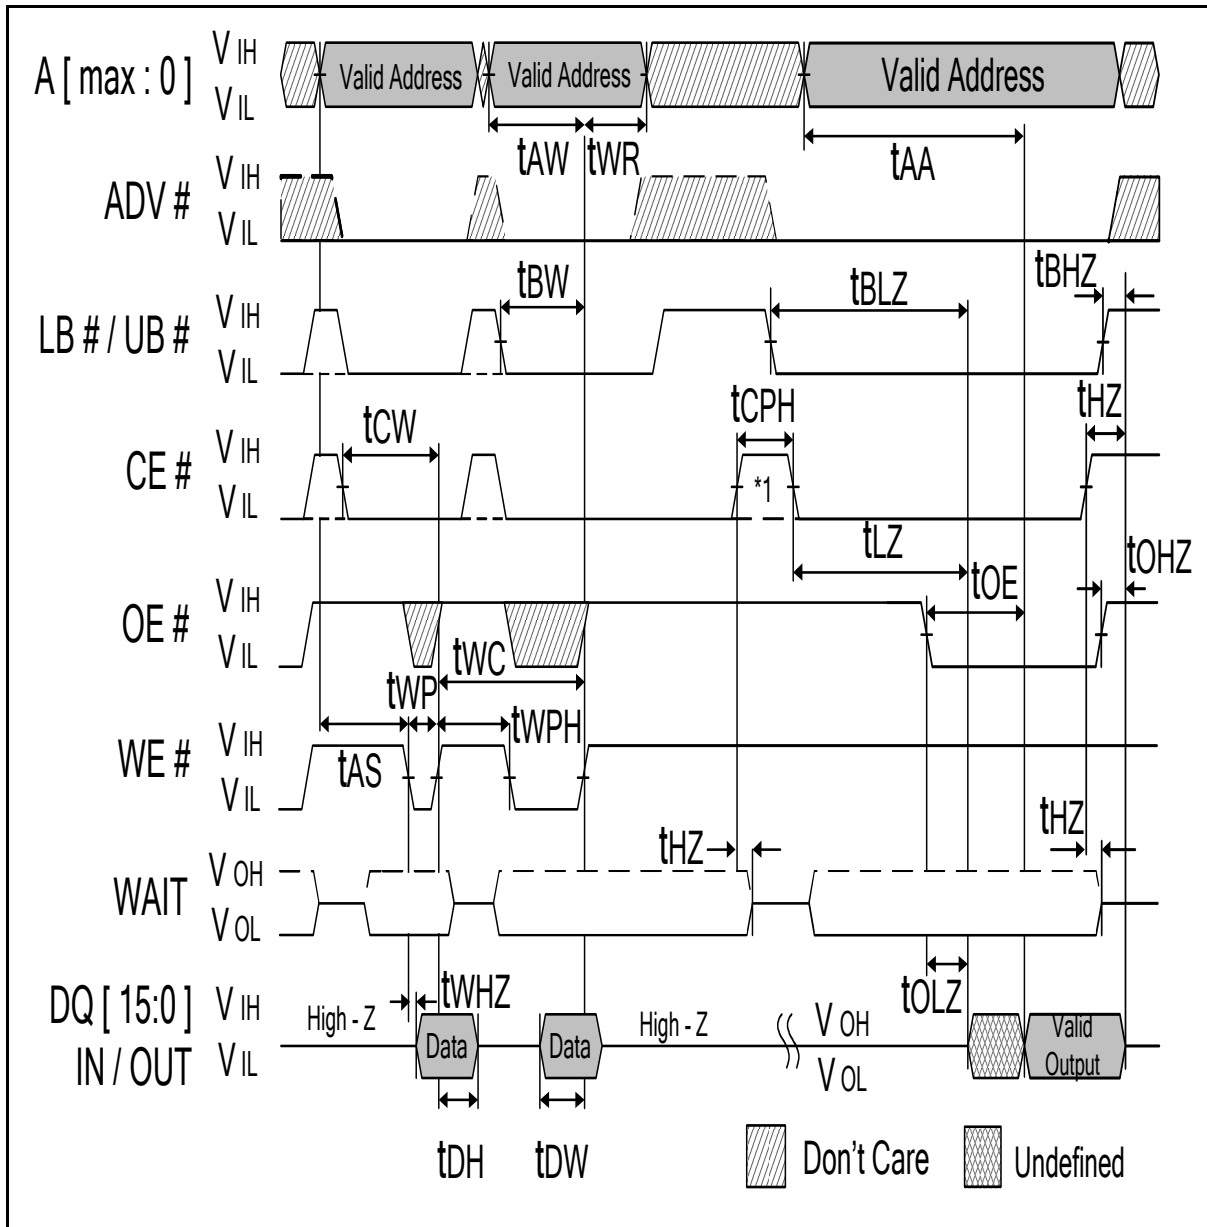 A [ max : 0 ] V IH V IL Valid Address Valid Address Valid Address
tAW tWR tAA
ADV # V IH V IL
tBW tBLZ tBHZ
LB # / UB # V IH V IL
tCW tCPH tHZ
CE # V IH V IL *1
tLZ tOE tOHZ
OE # V IH V IL
tWC
tWP tWPH
WE # V IH V IL tAS
tHZ tHZ
WAIT V OH V OL
tWHZ tOLZ
DQ [ 15:0 ] V IH High - Z High - Z V OH
IN / OUT V IL Data Data V OL Valid Output
tDH tDW
Don't Care Undefined